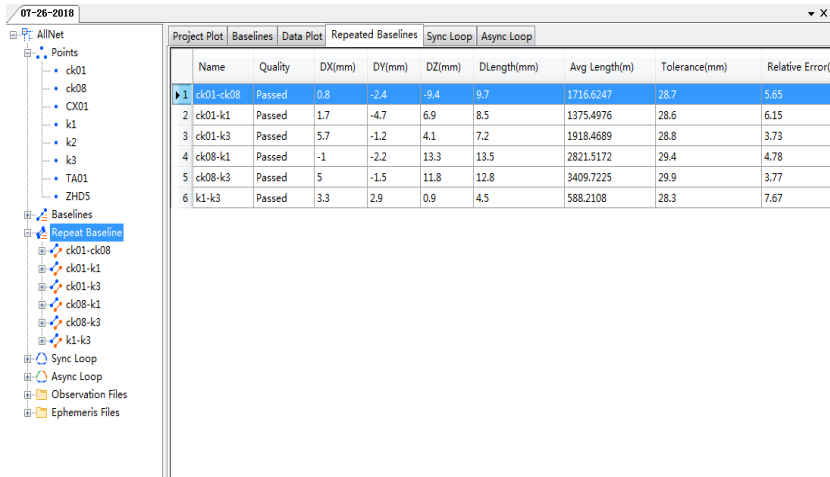 07-26-2018
X
AllNet
Points
ck01
ck08
CX01
k1
k2
k3
TA01
ZHD5
Baselines
Repeat Baseline
ck01-ck08
ck01-k1
ck01-k3
ck08-k1
ck08-k3
k1-k3
Sync Loop
Async Loop
Observation Files
Ephemeris Files
Project Plot Baselines Data Plot Repeated Baselines Sync Loop Async Loop
Name Quality DX(mm) DY(mm) DZ(mm) DLength(mm) Avg Length(m) Tolerance(mm) Relative Error(
1 ck01-ck08 Passed 0.8 -2.4 -9.4 9.7 1716.6247 28.7 5.65
2 ck01-k1 Passed 1.7 -4.7 6.9 8.5 1375.4976 28.6 6.15
3 ck01-k3 Passed 5.7 -1.2 4.1 7.2 1918.4689 28.8 3.73
4 ck08-k1 Passed -1 -2.2 13.3 13.5 2821.5172 29.4 4.78
5 ck08-k3 Passed 5 -1.5 11.8 12.8 3409.7225 29.9 3.77
6 k1-k3 Passed 3.3 2.9 0.9 4.5 588.2108 28.3 7.67